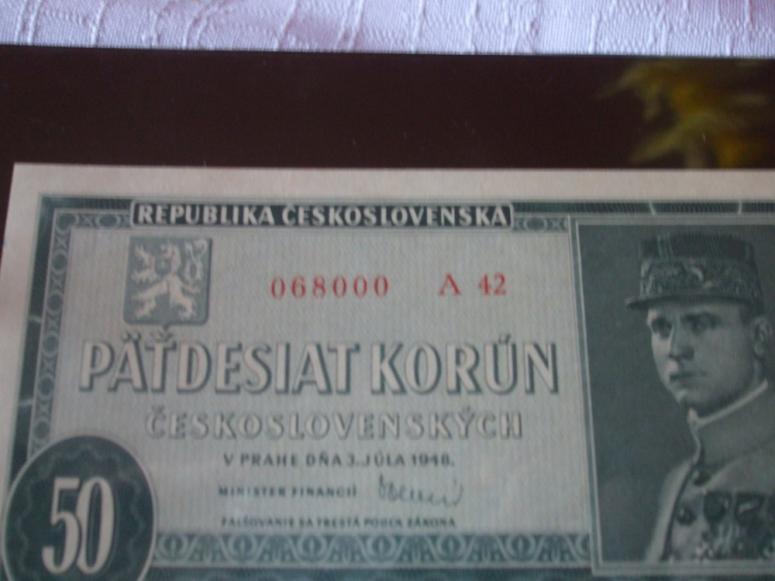 REPUBLIKA ČESKOSLOVENSKÁ
068000 A 42
PÄŤDESIAT KORÚN
ČESKOSLOVENSKÝCH
V PRAHE DŇA 3. JÚLA 1948.
MINISTER FINANCIÍ
FALŠOVANIE SA TRESTÁ PODĽA ZÁKONA
50